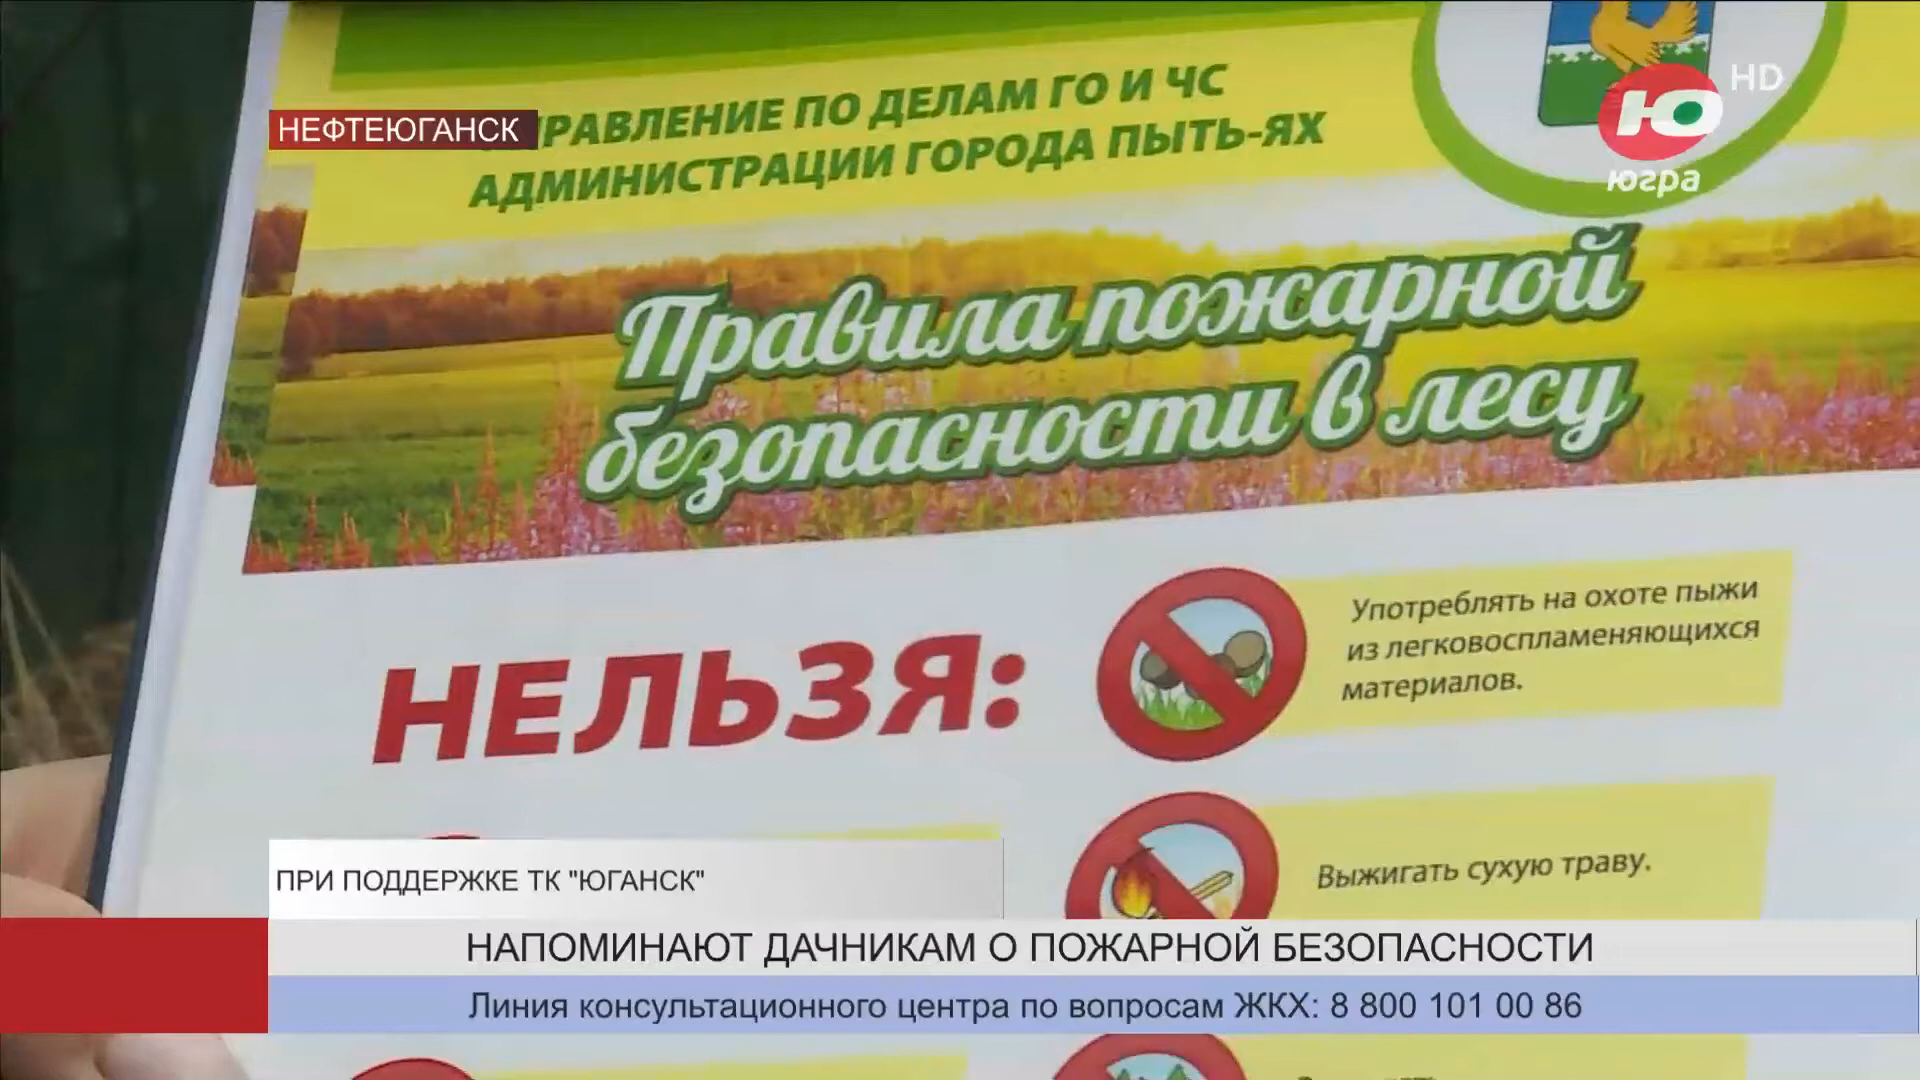 HD
Ю
югра
НЕФТЕЮГАНСК
ПО ДЕЛАМ ГО И ЧС
АДМИНИСТРАЦИИ ГОРОДА ПЫТЬ-ЯХ
Правила пожарной
безопасности в лесу
НЕЛЬЗЯ:
Употреблять на охоте пыжи
из легковоспламеняющихся
материалов.
Выжигать сухую траву.
ПРИ ПОДДЕРЖКЕ ТК "ЮГАНСК"
НАПОМИНАЮТ ДАЧНИКАМ О ПОЖАРНОЙ БЕЗОПАСНОСТИ
Линия консультационного центра по вопросам ЖКХ: 8 800 101 00 86